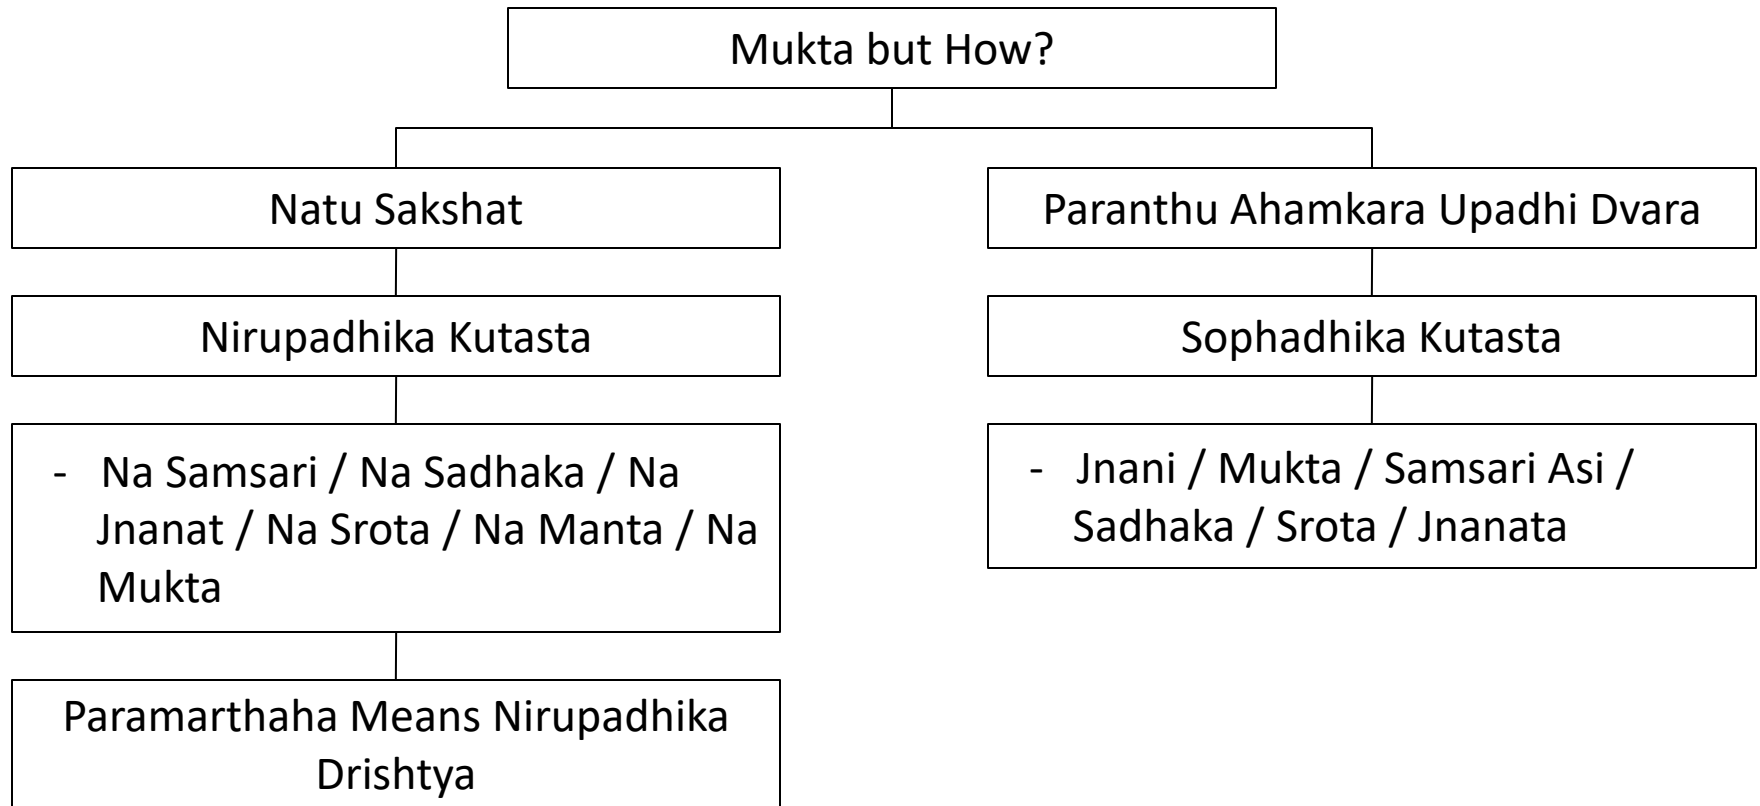 Mukta but How?
Natu Sakshat
Nirupadhika Kutasta
- Na Samsari / Na Sadhaka / Na
Jnanat / Na Srota / Na Manta / Na
Mukta
Paramarthaha Means Nirupadhika
Drishtya
Paranthu Ahamkara Upadhi Dvara
Sophadhika Kutasta
- Jnani / Mukta / Samsari Asi /
Sadhaka / Srota / Jnanata